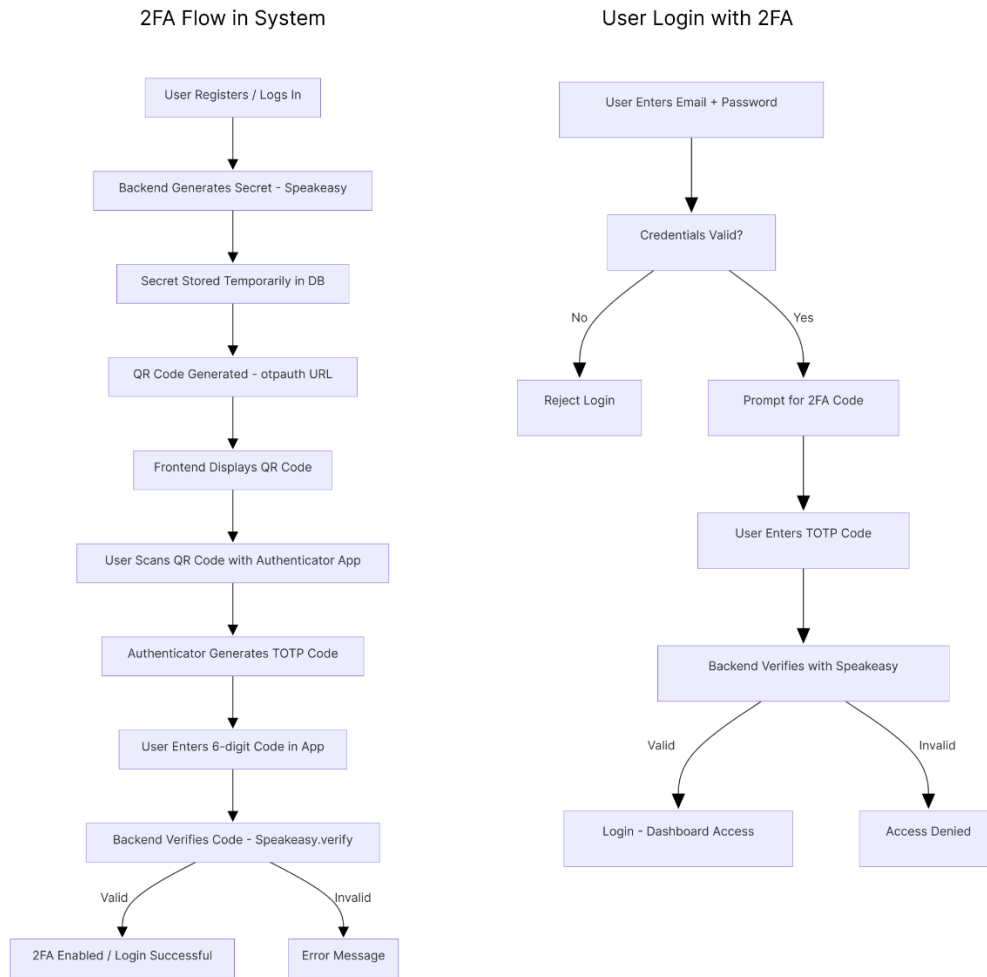 2FA Flow in System
User Registers / Logs In
Backend Generates Secret - Speakeasy
Secret Stored Temporarily in DB
QR Code Generated - otpauth URL
Frontend Displays QR Code
User Scans QR Code with Authenticator App
Authenticator Generates TOTP Code
User Enters 6-digit Code in App
Backend Verifies Code - Speakeasy.verify
Valid
Invalid
2FA Enabled / Login Successful
Error Message
User Login with 2FA
User Enters Email + Password
Credentials Valid?
No
Yes
Reject Login
Prompt for 2FA Code
User Enters TOTP Code
Backend Verifies with Speakeasy
Valid
Invalid
Login - Dashboard Access
Access Denied